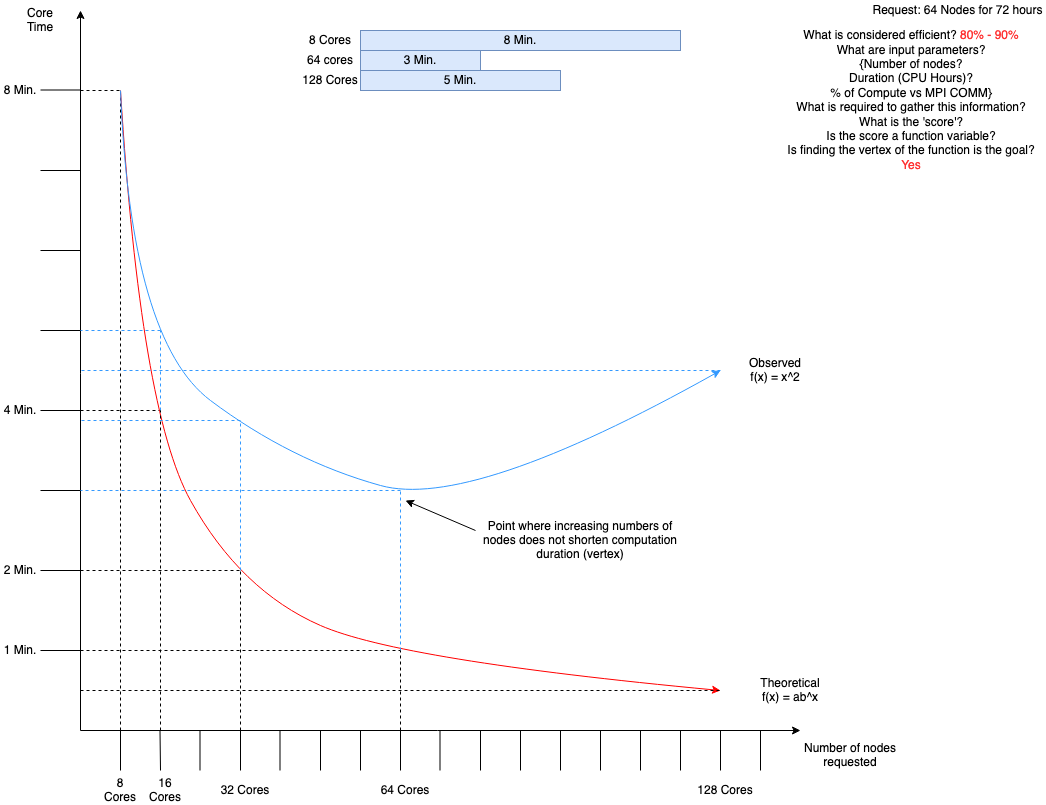 Core
Time
Request: 64 Nodes for 72 hours
What is considered efficient? 80% - 90%
What are input parameters?
{Number of nodes?
Duration (CPU Hours)?
% of Compute vs MPI COMM}
What is required to gather this information?
What is the 'score'?
Is the score a function variable?
Is finding the vertex of the function is the goal?
Yes
8 Cores
8 Min.
64 cores
3 Min.
128 Cores
5 Min.
8 Min.
4 Min.
2 Min.
1 Min.
Observed
f(x) = x^2
Point where increasing numbers of
nodes does not shorten computation
duration (vertex)
Theoretical
f(x) = ab^x
Number of nodes
requested
8
Cores
16
Cores
32 Cores
64 Cores
128 Cores